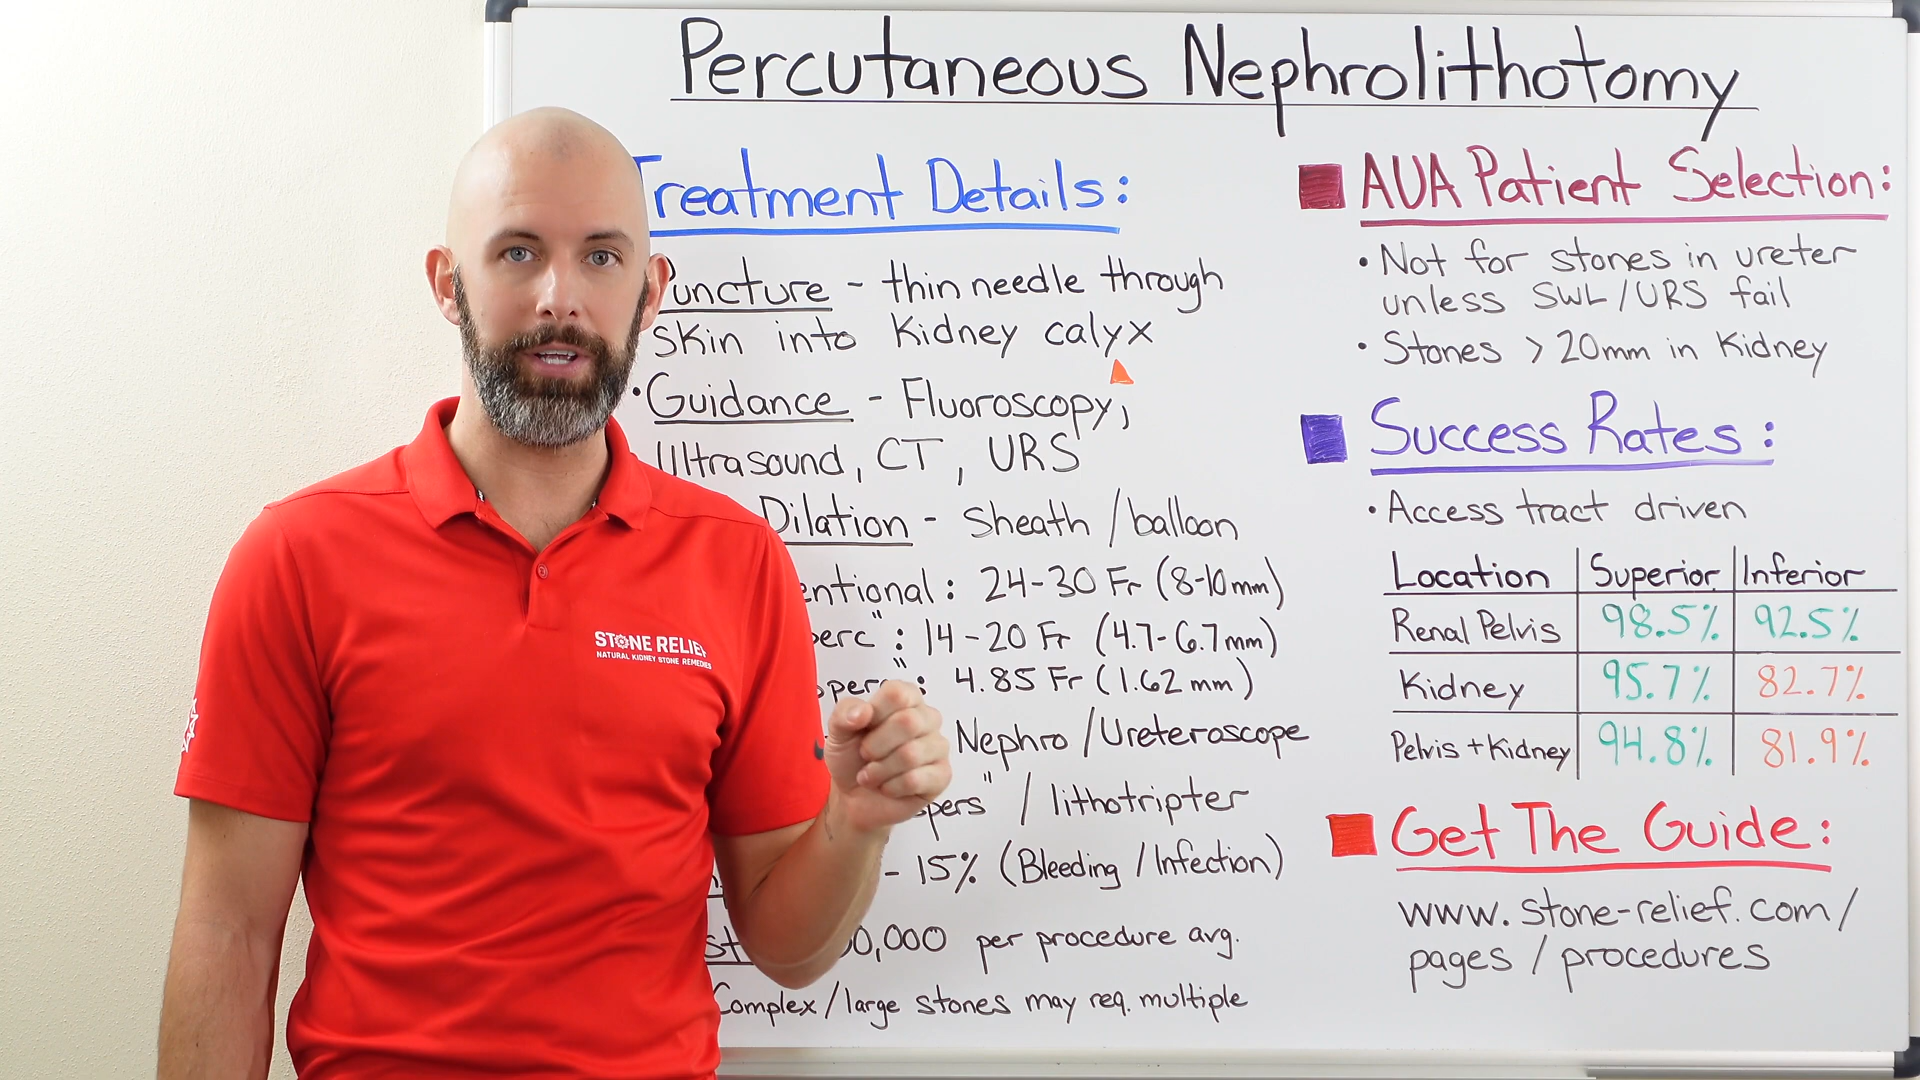 Percutaneous Nephrolithotomy
Treatment Details:
Puncture - thin needle through
skin into Kidney calyx
• Guidance - Fluoroscopy,
Ultrasound, CT, URS
Dilation - Sheath / balloon
: 24-30 Fr (8-10mm)
": 14-20 Fr (4.7-6.7mm)
": 4.85 Fr (1.62mm)
Nephro / Ureteroscope
" / lithotripter
- 15% (Bleeding / Infection)
per procedure avg.
Complex / large stones may req. multiple
AUA Patient Selection:
• Not for stones in ureter
unless SWL / URS fail
• Stones > 20mm in Kidney
Success Rates:
• Access tract driven
Location Superior Inferior
Renal Pelvis 98.5% 92.5%
Kidney 95.7% 82.7%
Pelvis + Kidney 94.8% 81.9%
Get The Guide:
www.stone-relief.com/
pages / procedures
STONE RELIEF
NATURAL KIDNEY STONE REMEDIES